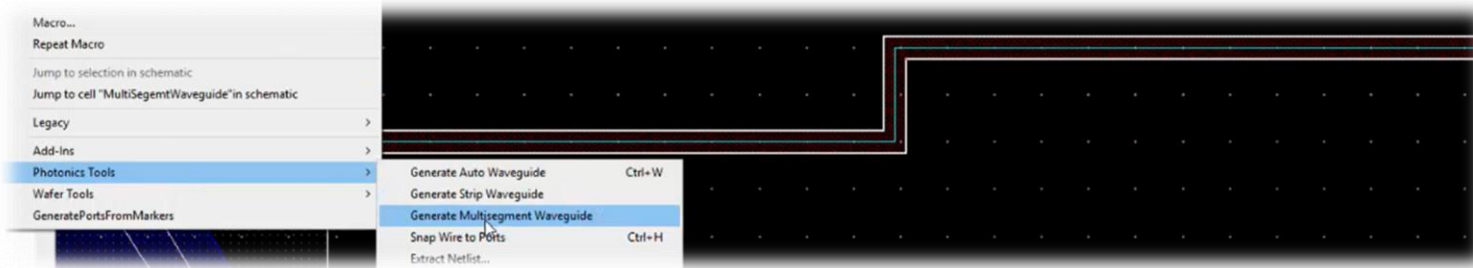 Macro...
Repeat Macro
Jump to selection in schematic
Jump to cell "MultiSegemtWaveguide"in schematic
Legacy
Add-Ins
Photonics Tools
Wafer Tools
GeneratePortsFromMarkers
Generate Auto Waveguide Ctrl+W
Generate Strip Waveguide
Generate Multisegment Waveguide
Snap Wire to Ports Ctrl+H
Extract Netlist...